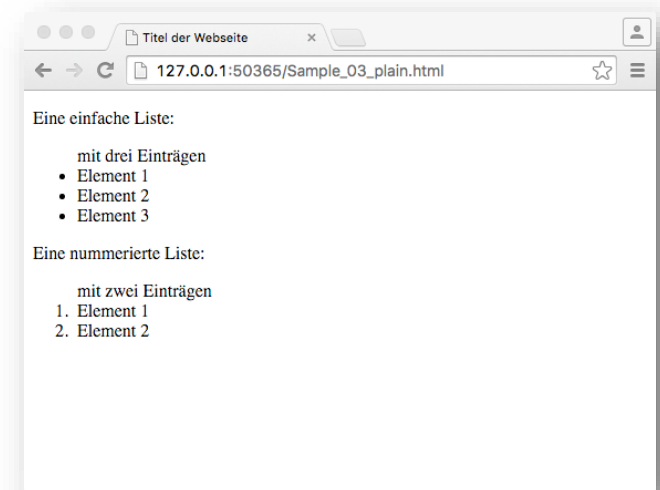 Titel der Webseite
127.0.0.1:50365/Sample_03_plain.html
Eine einfache Liste:
mit drei Einträgen
• Element 1
• Element 2
• Element 3
Eine nummerierte Liste:
mit zwei Einträgen
1. Element 1
2. Element 2